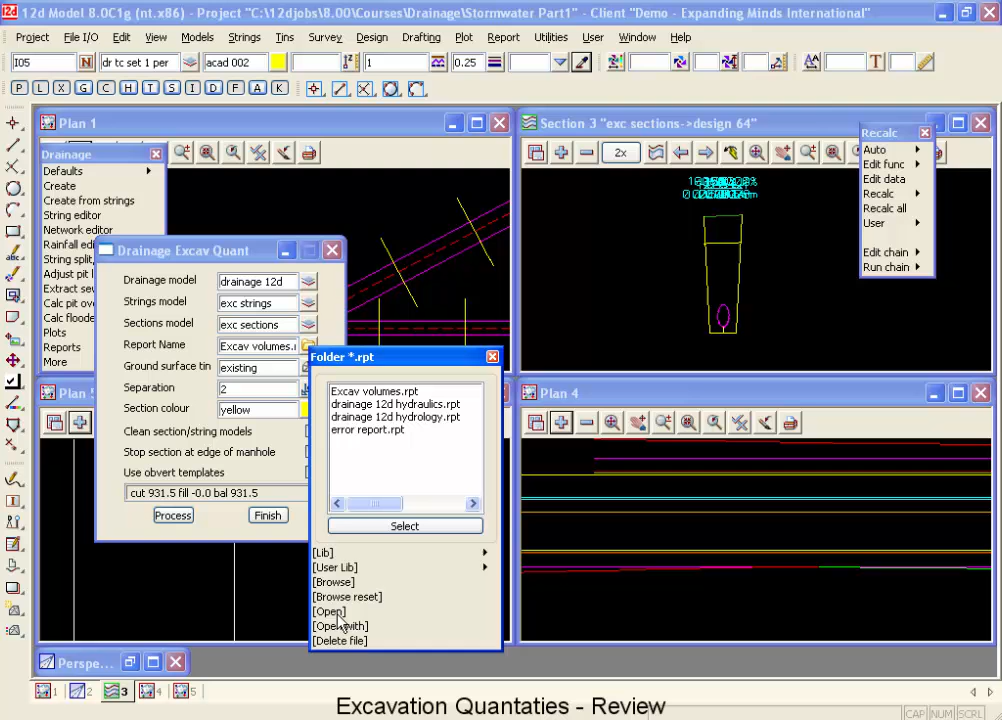 12d Model 8.0C1g (nt.x86) - Project "C:\12djobs\8.00\Courses\Drainage\Stormwater Part1" - Client "Demo - Expanding Minds International"
Project File I/O Edit View Models Strings Tins Survey Design Drafting Plot Report Utilities User Window Help
I05 N dr tc set 1 per acad 002 1 0.25 T
P L X G C H T S I D F A K
Plan 1
Section 3 "exc sections->design 64"
2x
Recalc
Auto
Edit func
Edit data
Recalc
Recalc all
User
Edit chain
Run chain
Drainage
Defaults
Create
Create from strings
String editor
Network editor
Rainfall edi
String split,
Adjust pit l
Extract se
Calc pit ov
Calc floode
Plots
Reports
More
Drainage Excav Quant
Drainage model drainage 12d
Strings model exc strings
Sections model exc sections
Report Name Excav volumes.
Ground surface tin existing
Separation 2
Section colour yellow
Clean section/string models
Stop section at edge of manhole
Use obvert templates
cut 931.5 fill -0.0 bal 931.5
Process Finish
Folder *.rpt
Excav volumes.rpt
drainage 12d hydraulics.rpt
drainage 12d hydrology.rpt
error report.rpt
Select
[Lib]
[User Lib]
[Browse]
[Browse reset]
[Open]
[Open with]
[Delete file]
Plan 5
Plan 4
Perspe...
1 2 3 4 5
Excavation Quantaties - Review
CAP NUM SCRL